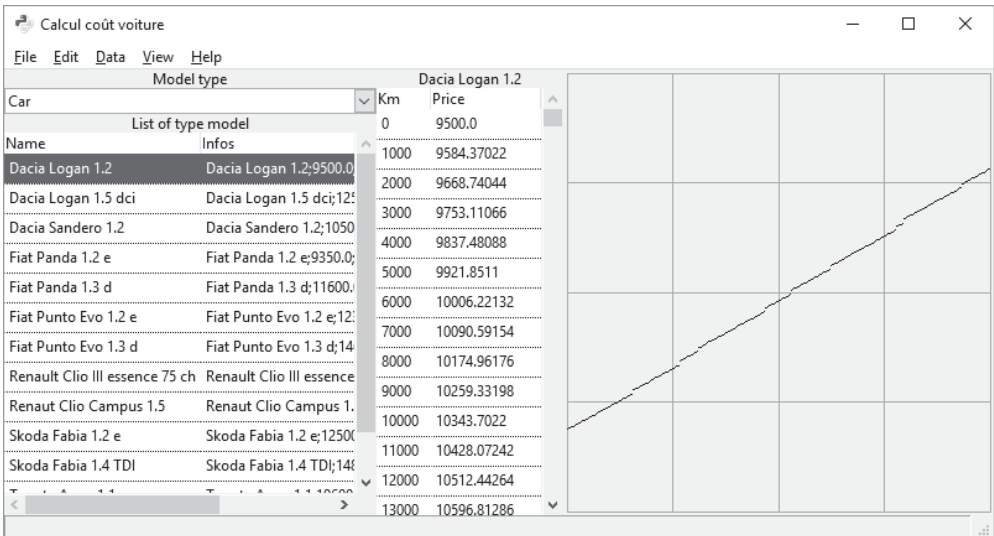 Calcul coût voiture
File Edit Data View Help
Model type
Car
List of type model
Name Infos
Dacia Logan 1.2 Dacia Logan 1.2;9500.0;
Dacia Logan 1.5 dci Dacia Logan 1.5 dci;125
Dacia Sandero 1.2 Dacia Sandero 1.2;1050
Fiat Panda 1.2 e Fiat Panda 1.2 e;9350.0;
Fiat Panda 1.3 d Fiat Panda 1.3 d;11600.
Fiat Punto Evo 1.2 e Fiat Punto Evo 1.2 e;12
Fiat Punto Evo 1.3 d Fiat Punto Evo 1.3 d;14
Renault Clio III essence 75 ch Renault Clio III essence
Renaut Clio Campus 1.5 Renaut Clio Campus 1.
Skoda Fabia 1.2 e Skoda Fabia 1.2 e;12500
Skoda Fabia 1.4 TDI Skoda Fabia 1.4 TDI;148
Dacia Logan 1.2
Km Price
0 9500.0
1000 9584.37022
2000 9668.74044
3000 9753.11066
4000 9837.48088
5000 9921.8511
6000 10006.22132
7000 10090.59154
8000 10174.96176
9000 10259.33198
10000 10343.7022
11000 10428.07242
12000 10512.44264
13000 10596.81286